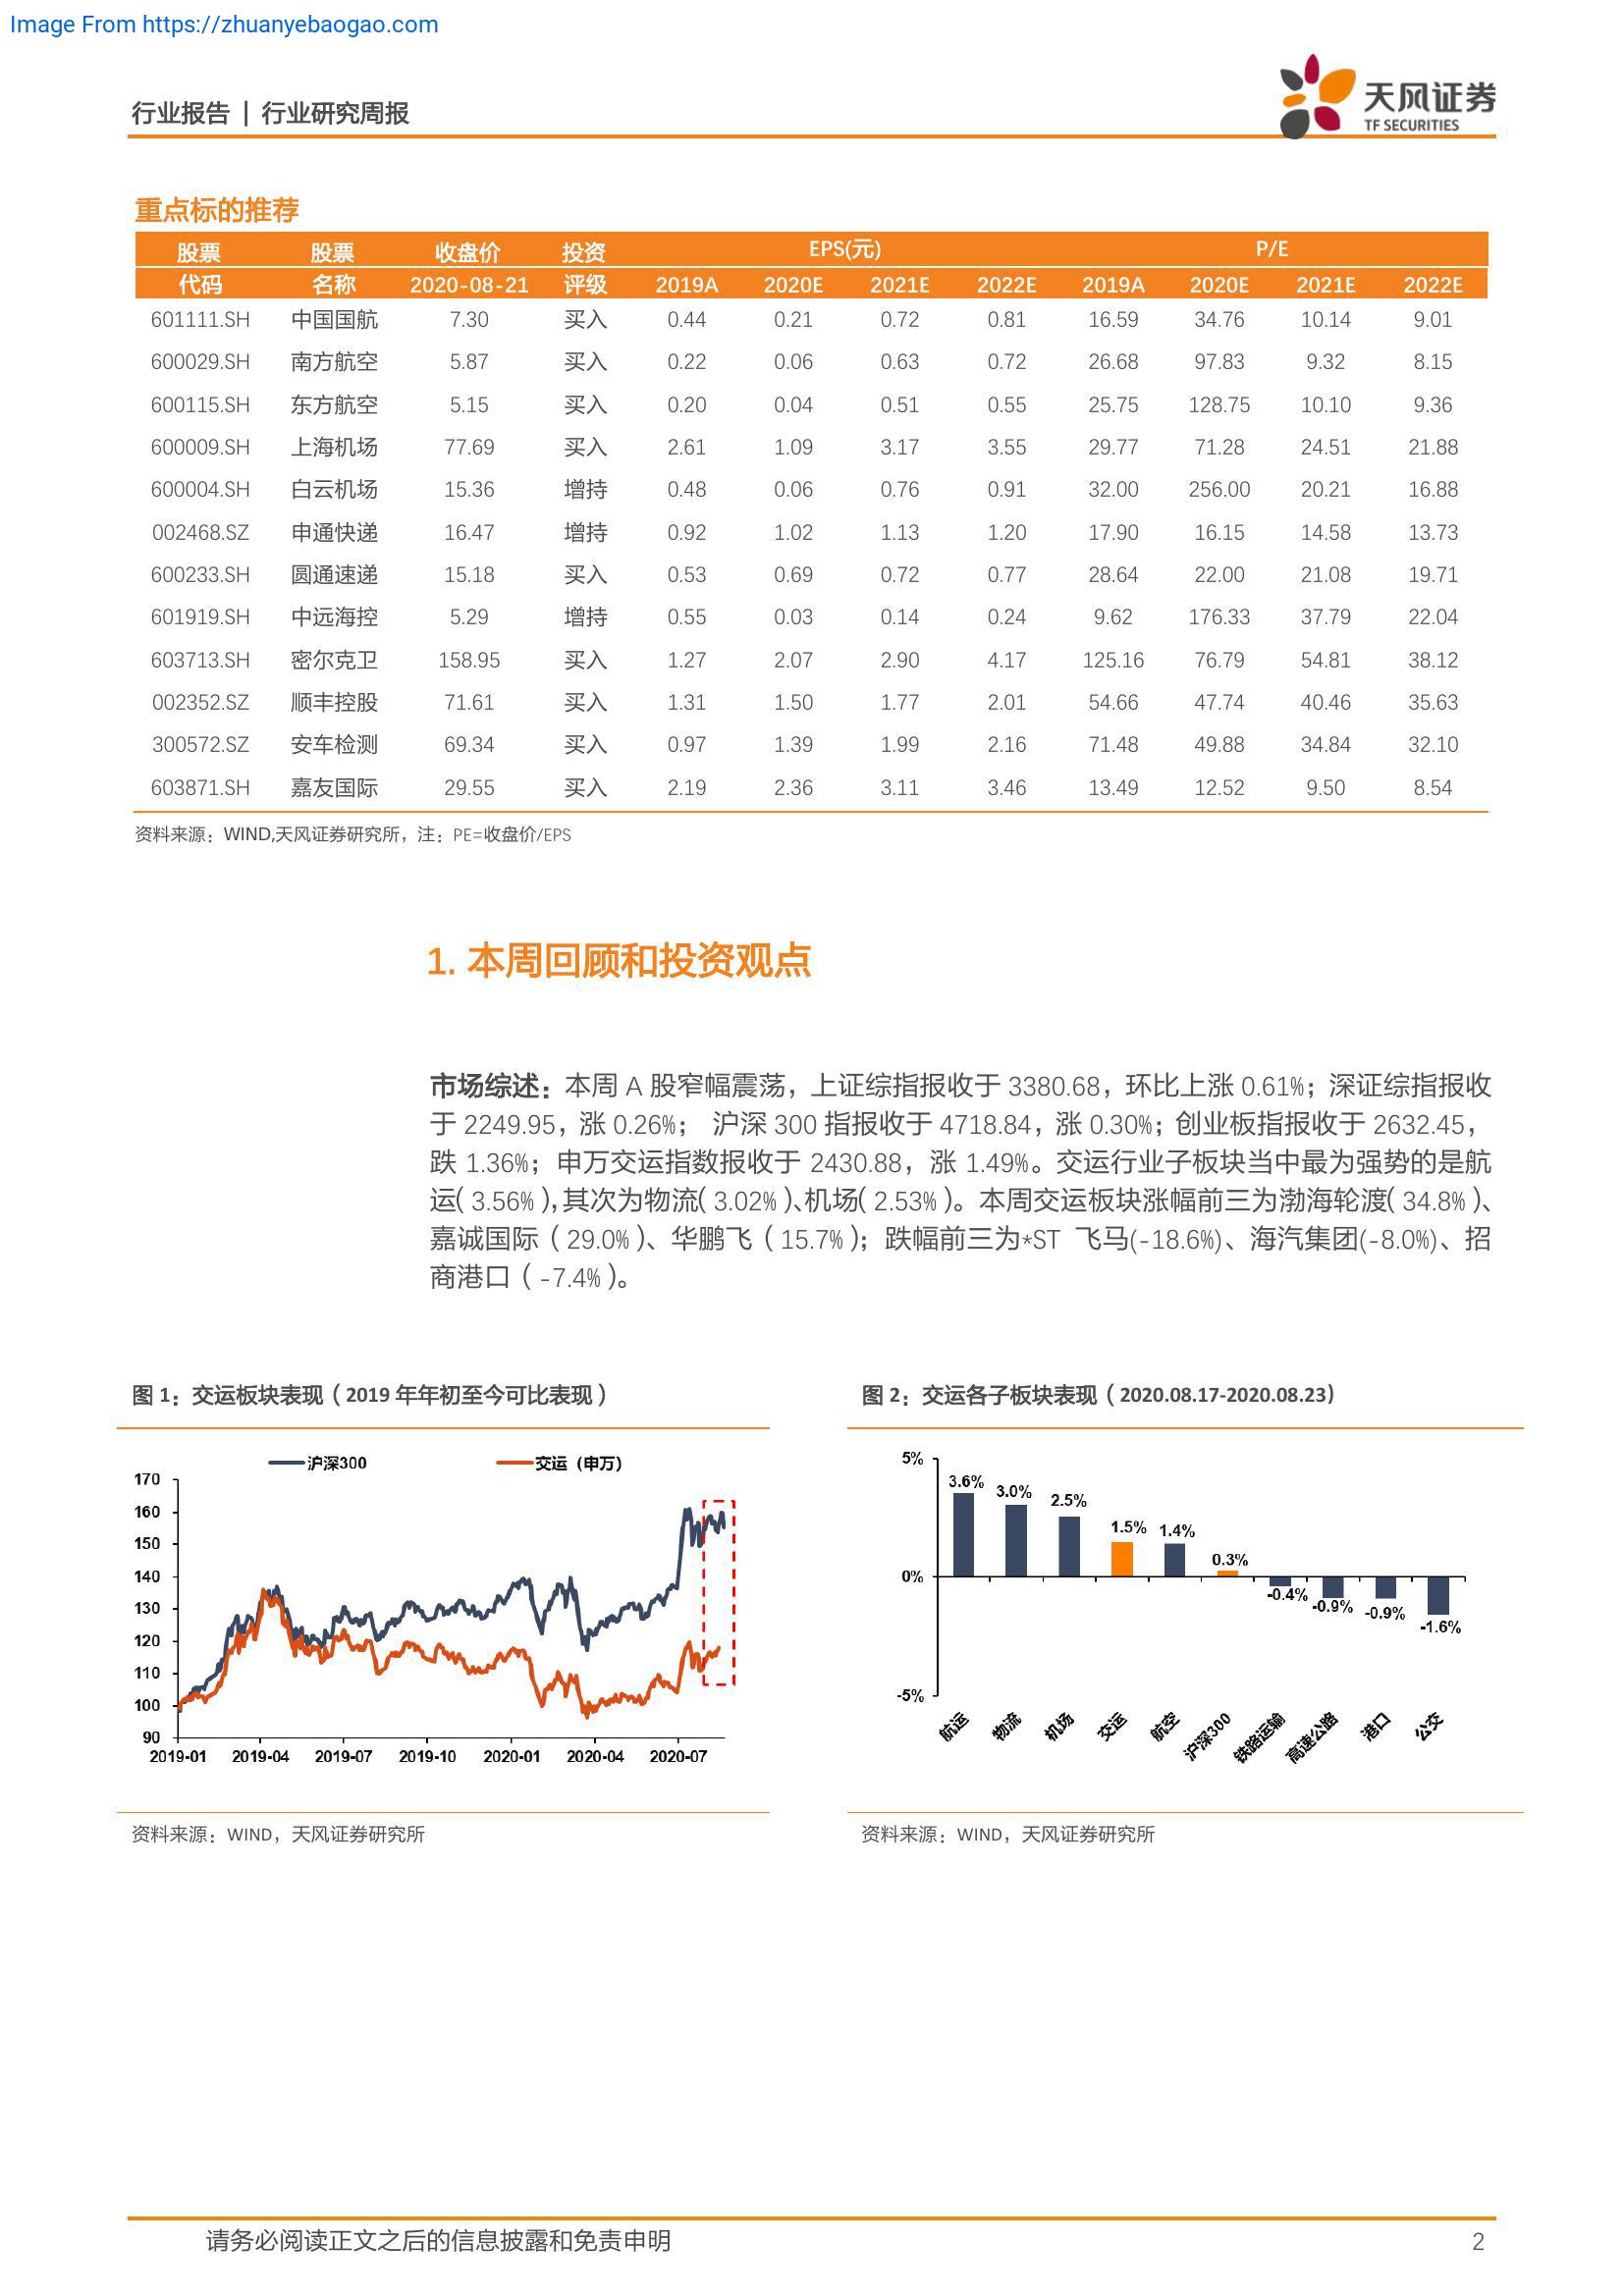 Image From https://zhuanyebaogao.com
行业报告 | 行业研究周报
天风证券
TF SECURITIES
重点标的推荐
股票 股票 收盘价 投资 EPS(元) P/E
代码 名称 2020-08-21 评级 2019A 2020E 2021E 2022E 2019A 2020E 2021E 2022E
601111.SH 中国国航 7.30 买入 0.44 0.21 0.72 0.81 16.59 34.76 10.14 9.01
600029.SH 南方航空 5.87 买入 0.22 0.06 0.63 0.72 26.68 97.83 9.32 8.15
600115.SH 东方航空 5.15 买入 0.20 0.04 0.51 0.55 25.75 128.75 10.10 9.36
600009.SH 上海机场 77.69 买入 2.61 1.09 3.17 3.55 29.77 71.28 24.51 21.88
600004.SH 白云机场 15.36 增持 0.48 0.06 0.76 0.91 32.00 256.00 20.21 16.88
002468.SZ 申通快递 16.47 增持 0.92 1.02 1.13 1.20 17.90 16.15 14.58 13.73
600233.SH 圆通速递 15.18 买入 0.53 0.69 0.72 0.77 28.64 22.00 21.08 19.71
601919.SH 中远海控 5.29 增持 0.55 0.03 0.14 0.24 9.62 176.33 37.79 22.04
603713.SH 密尔克卫 158.95 买入 1.27 2.07 2.90 4.17 125.16 76.79 54.81 38.12
002352.SZ 顺丰控股 71.61 买入 1.31 1.50 1.77 2.01 54.66 47.74 40.46 35.63
300572.SZ 安车检测 69.34 买入 0.97 1.39 1.99 2.16 71.48 49.88 34.84 32.10
603871.SH 嘉友国际 29.55 买入 2.19 2.36 3.11 3.46 13.49 12.52 9.50 8.54
资料来源：WIND,天风证券研究所，注：PE=收盘价/EPS
1. 本周回顾和投资观点
市场综述：本周 A 股窄幅震荡，上证综指报收于 3380.68，环比上涨 0.61%；深证综指报收
于 2249.95，涨 0.26%； 沪深 300 指报收于 4718.84，涨 0.30%；创业板指报收于 2632.45，
跌 1.36%；申万交运指数报收于 2430.88，涨 1.49%。交运行业子板块当中最为强势的是航
运（3.56%），其次为物流（3.02%）、机场（2.53%）。本周交运板块涨幅前三为渤海轮渡（34.8%）、
嘉诚国际（29.0%）、华鹏飞（15.7%）；跌幅前三为*ST 飞马(-18.6%)、海汽集团(-8.0%)、招
商港口（-7.4%）。
图 1：交运板块表现（2019 年年初至今可比表现）
沪深300 交运（申万）
170
160
150
140
130
120
110
100
90
2019-01 2019-04 2019-07 2019-10 2020-01 2020-04 2020-07
资料来源：WIND，天风证券研究所
图 2：交运各子板块表现（2020.08.17-2020.08.23）
5%
0%
-5%
3.6% 3.0% 2.5% 1.5% 1.4% 0.3% -0.4% -0.9% -0.9% -1.6%
航运 物流 机场 交运 航空 沪深300 铁路运输 高速公路 港口 公交
资料来源：WIND，天风证券研究所
请务必阅读正文之后的信息披露和免责申明 2